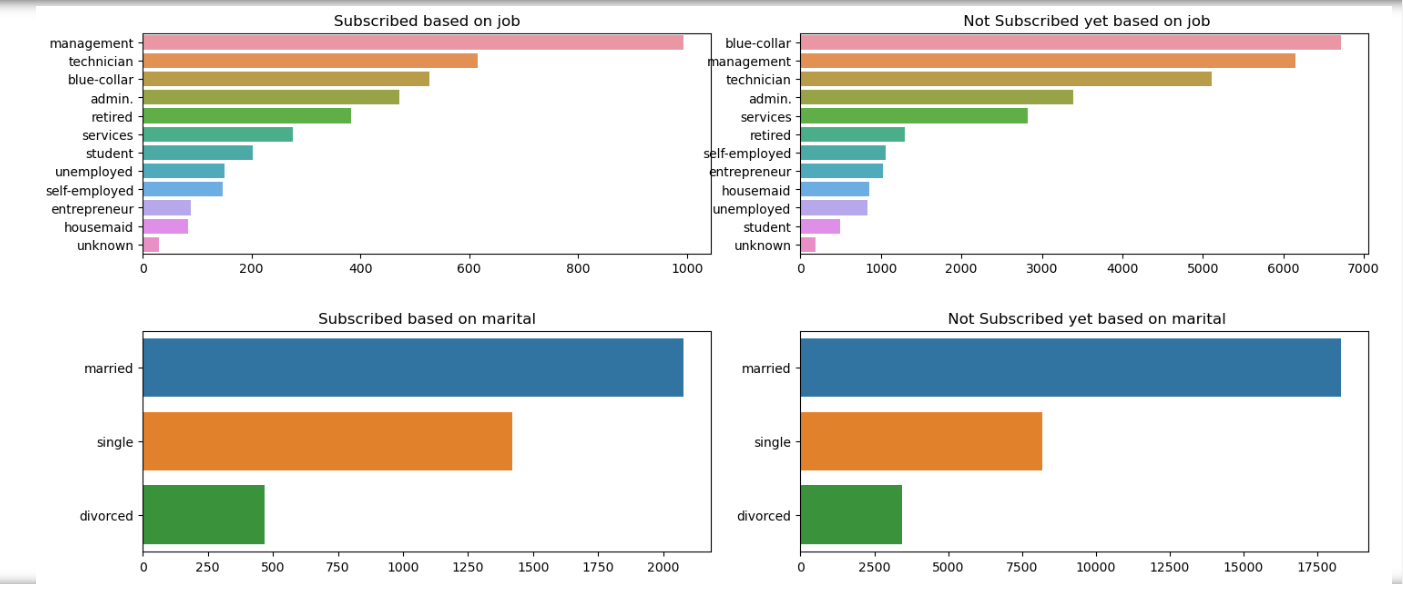 Subscribed based on job
management
technician
blue-collar
admin.
retired
services
student
unemployed
self-employed
entrepreneur
housemaid
unknown
0 200 400 600 800 1000
Not Subscribed yet based on job
blue-collar
management
technician
admin.
services
retired
self-employed
entrepreneur
housemaid
unemployed
student
unknown
0 1000 2000 3000 4000 5000 6000 7000
Subscribed based on marital
married
single
divorced
0 250 500 750 1000 1250 1500 1750 2000
Not Subscribed yet based on marital
married
single
divorced
0 2500 5000 7500 10000 12500 15000 17500